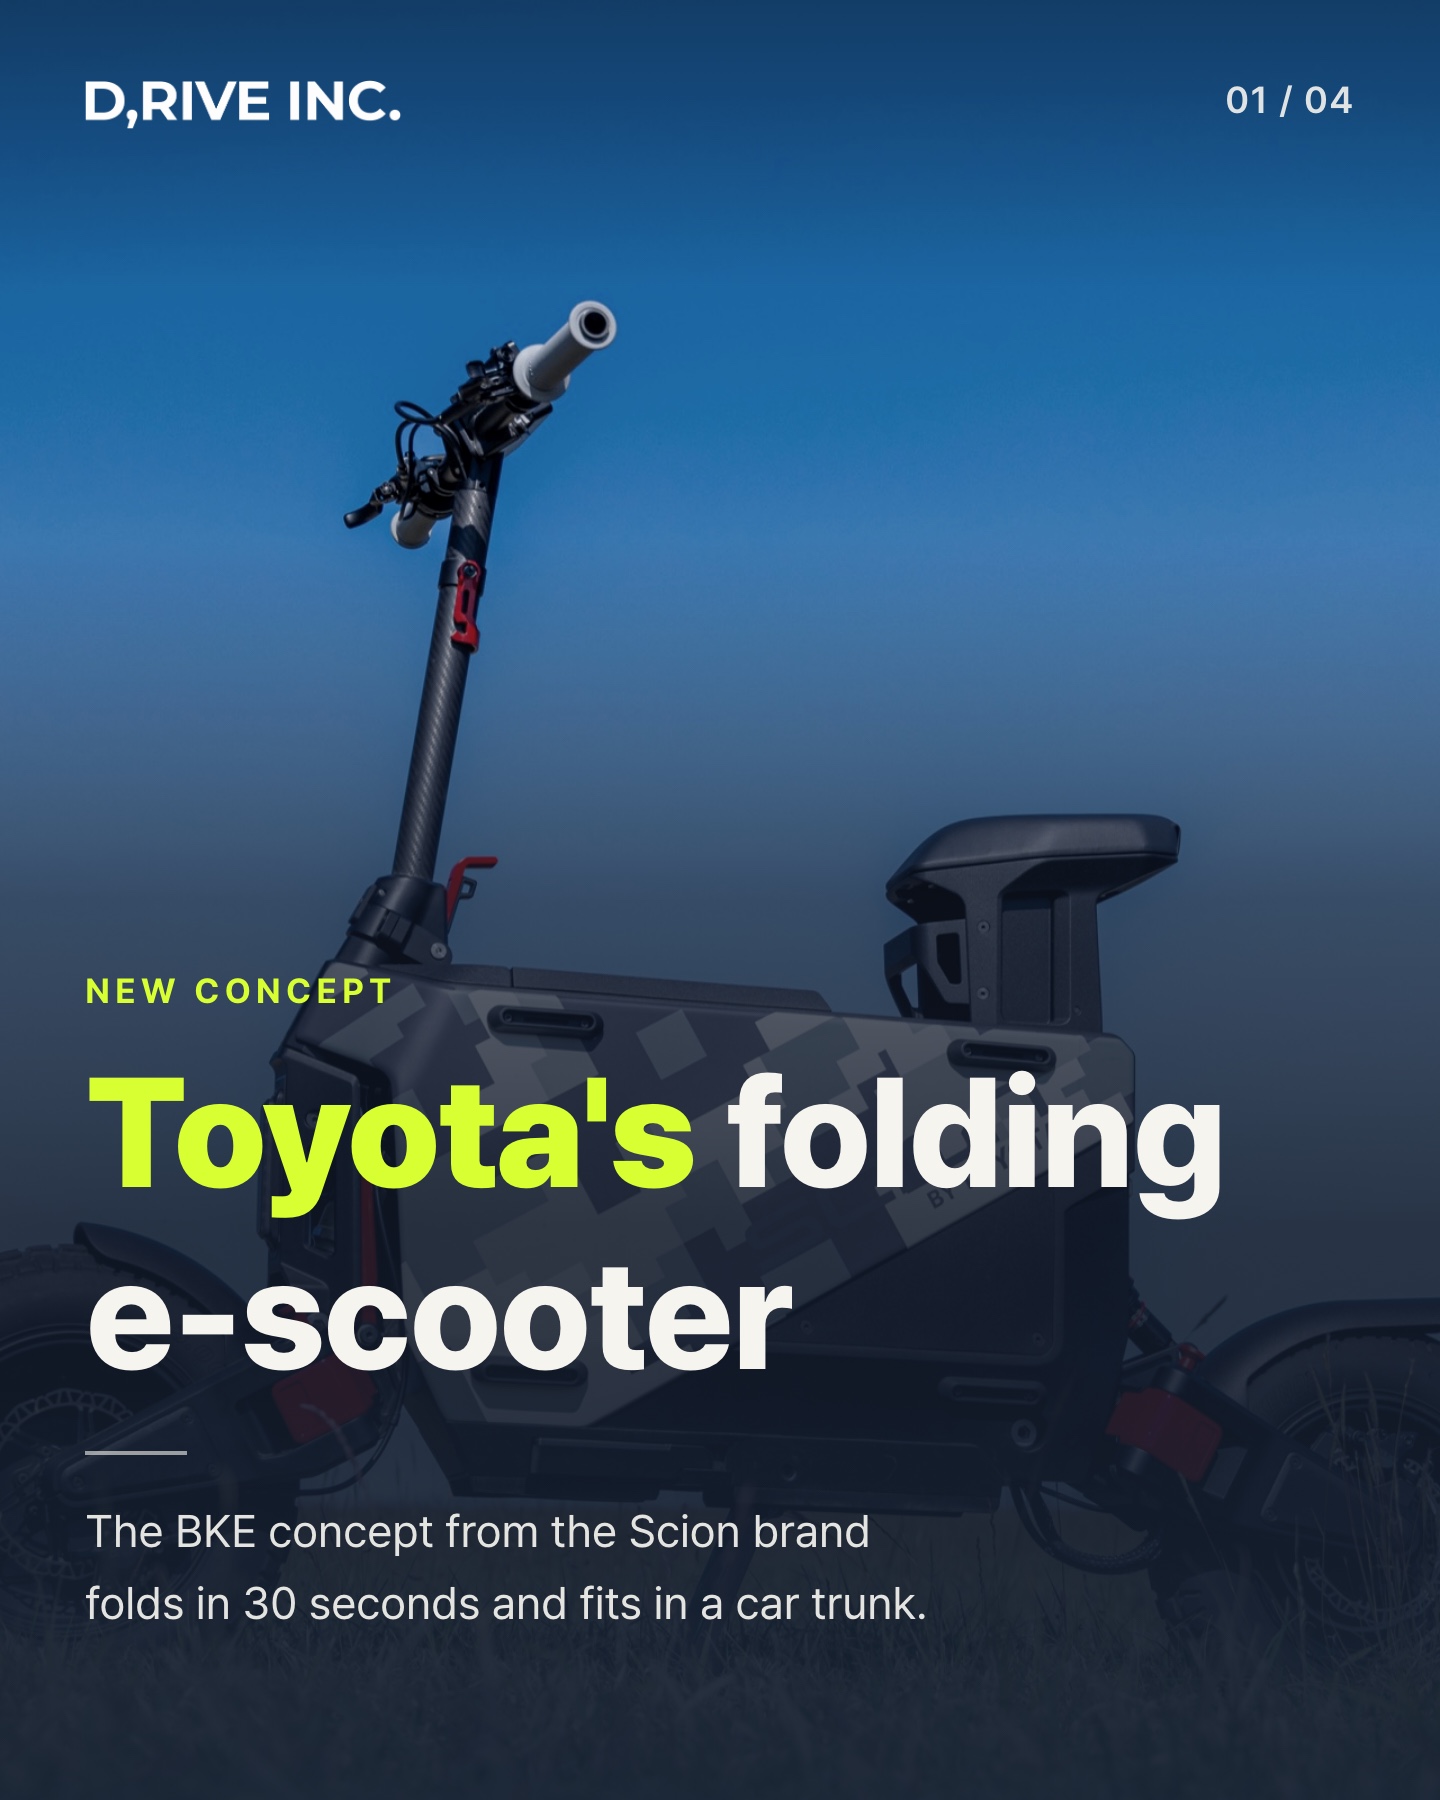 D,RIVE INC.
01 / 04
NEW CONCEPT
Toyota's folding
e-scooter
The BKE concept from the Scion brand
folds in 30 seconds and fits in a car trunk.
BY